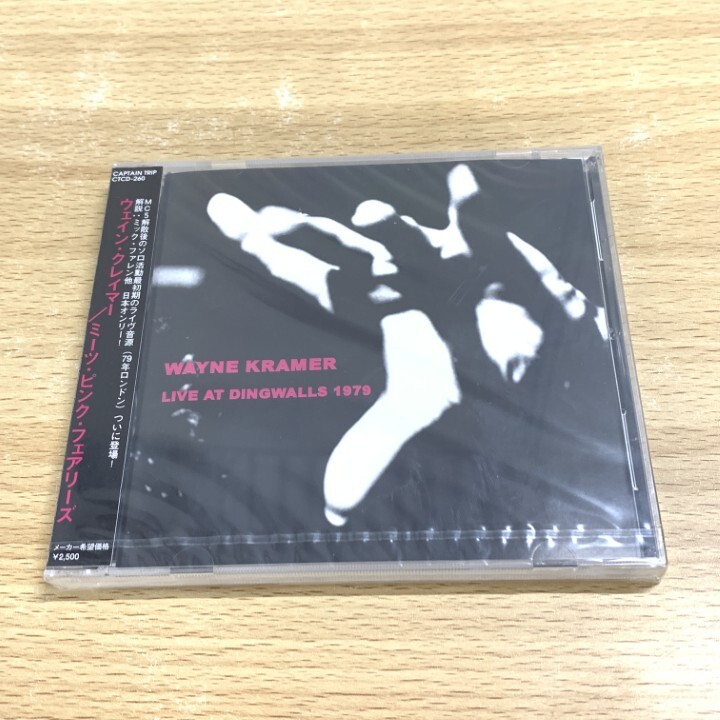 CAPTAIN TRIP
CTCD-260
MC5解散後のソロ活動最初期のライヴ音源(79年ロンドン)ついに登場!
解説:ミック・ファレン他 日本オンリー!
ウェイン・クレイマー/ミーツ・ピンク・フェアリーズ
メーカー希望価格
¥2,500
WAYNE KRAMER
LIVE AT DINGWALLS 1979